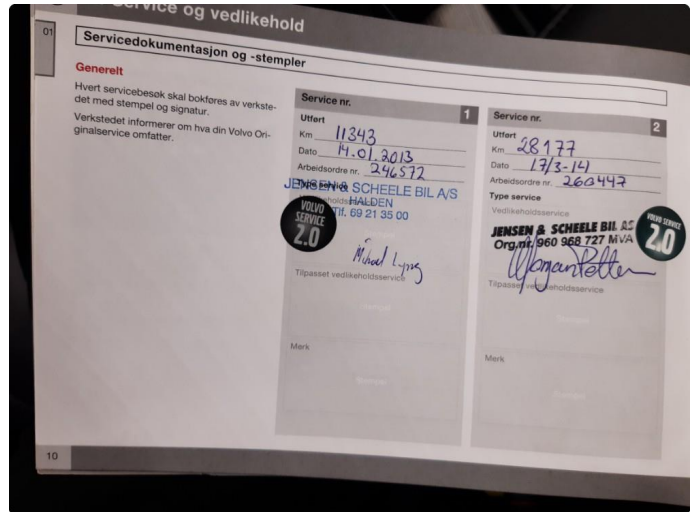 Service og vedlikehold
01
Servicedokumentasjon og -stempler
Generelt
Hvert servicebesøk skal bokføres av verkste-
det med stempel og signatur.
Verkstedet informerer om hva din Volvo Ori-
ginalservice omfatter.
Service nr.
1
Utført
Km 11343
Dato 14.01.2013
Arbeidsordre nr. 246572
Type service
JENSEN & SCHEELE BIL A/S
HALDEN
Tlf. 69 21 35 00
VOLVO
SERVICE
2.0
Tilpasset vedlikeholdsservice
Merk
Service nr.
2
Utført
Km 28177
Dato 17/3-14
Arbeidsordre nr. 260447
Type service
Vedlikeholdsservice
JENSEN & SCHEELE BIL AS
Org.nr. 960 968 727 MVA
VOLVO SERVICE
2.0
Tilpasset vedlikeholdsservice
Merk
10